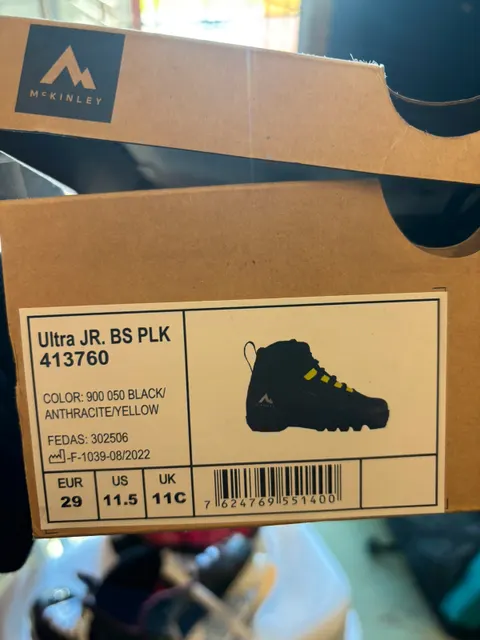 McKINLEY
Ultra JR. BS PLK
413760
COLOR: 900 050 BLACK/
ANTHRACITE/YELLOW
FEDAS: 302506
-F-1039-08/2022
EUR US UK
29 11.5 11C
7 624769 551400